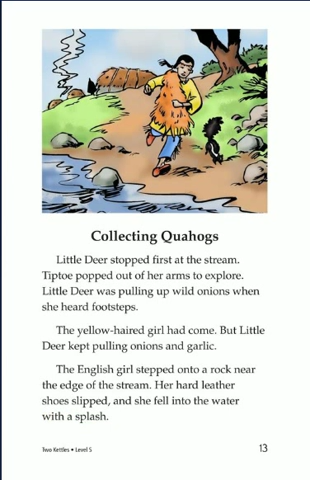 Collecting Quahogs
Little Deer stopped first at the stream.
Tiptoe popped out of her arms to explore.
Little Deer was pulling up wild onions when
she heard footsteps.
The yellow-haired girl had come. But Little
Deer kept pulling onions and garlic.
The English girl stepped onto a rock near
the edge of the stream. Her hard leather
shoes slipped, and she fell into the water
with a splash.
Two Kettles • Level S
13